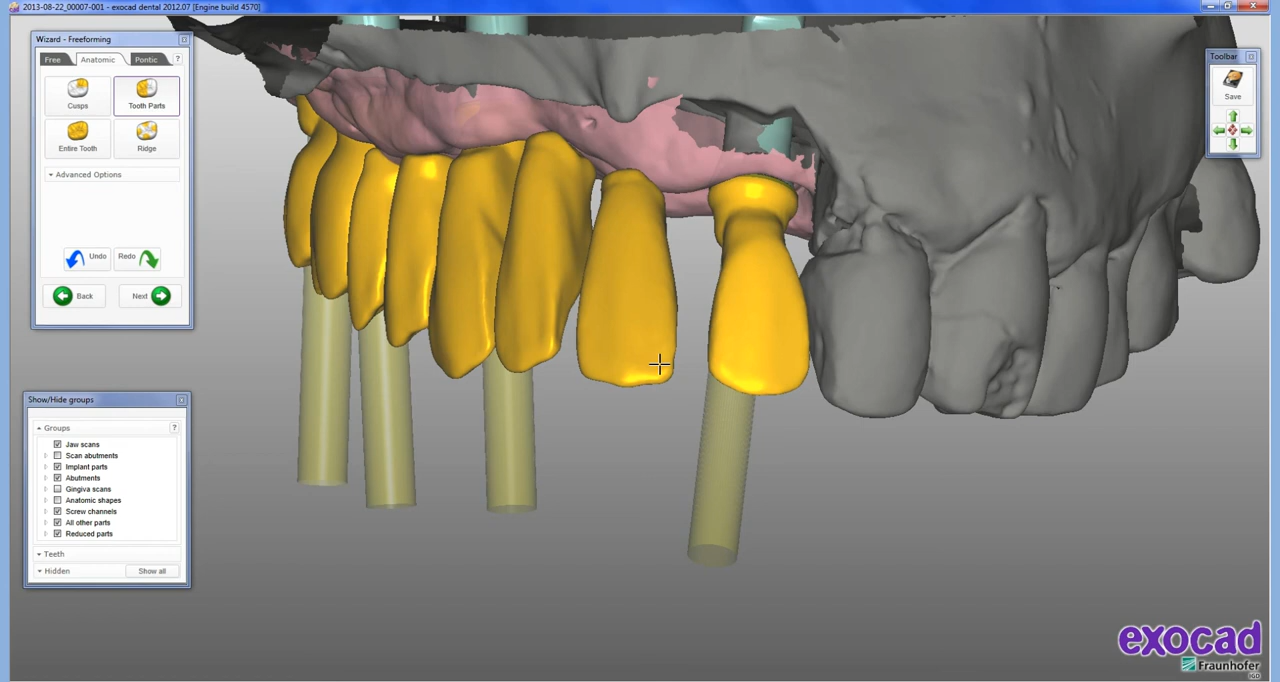 2013-08-22_00007-001 - exocad dental 2012.07 [Engine build 4570]
Wizard - Freeforming
Free Anatomic Pontic ?
Cusps Tooth Parts
Entire Tooth Ridge
Advanced Options
Undo Redo
Back Next
Show/Hide groups
Groups ?
Jaw scans
Scan abutments
Implant parts
Abutments
Gingiva scans
Anatomic shapes
Screw channels
All other parts
Reduced parts
Teeth
Hidden Show all
Toolbar
Save
exocad
Fraunhofer
IGD